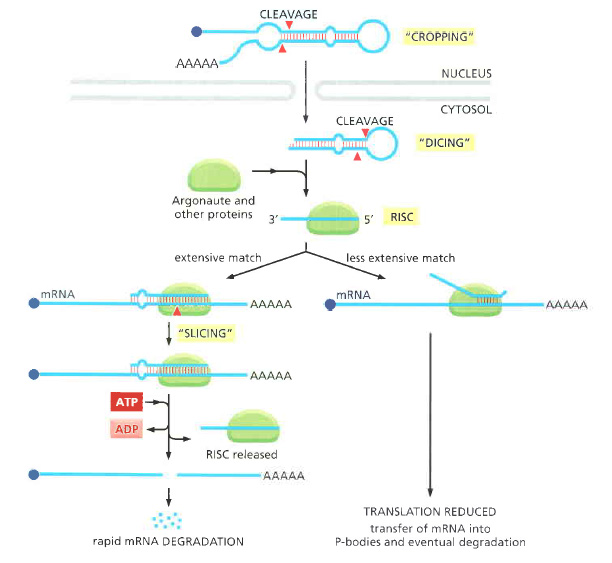 CLEAVAGE
"CROPPING"
AAAAA
NUCLEUS
CYTOSOL
CLEAVAGE
"DICING"
Argonaute and
other proteins
3′
5′
RISC
extensive match
less extensive match
mRNA
AAAAA
mRNA
AAAAA
"SLICING"
AAAAA
ATP
ADP
RISC released
AAAAA
rapid mRNA DEGRADATION
TRANSLATION REDUCED
transfer of mRNA into
P-bodies and eventual degradation